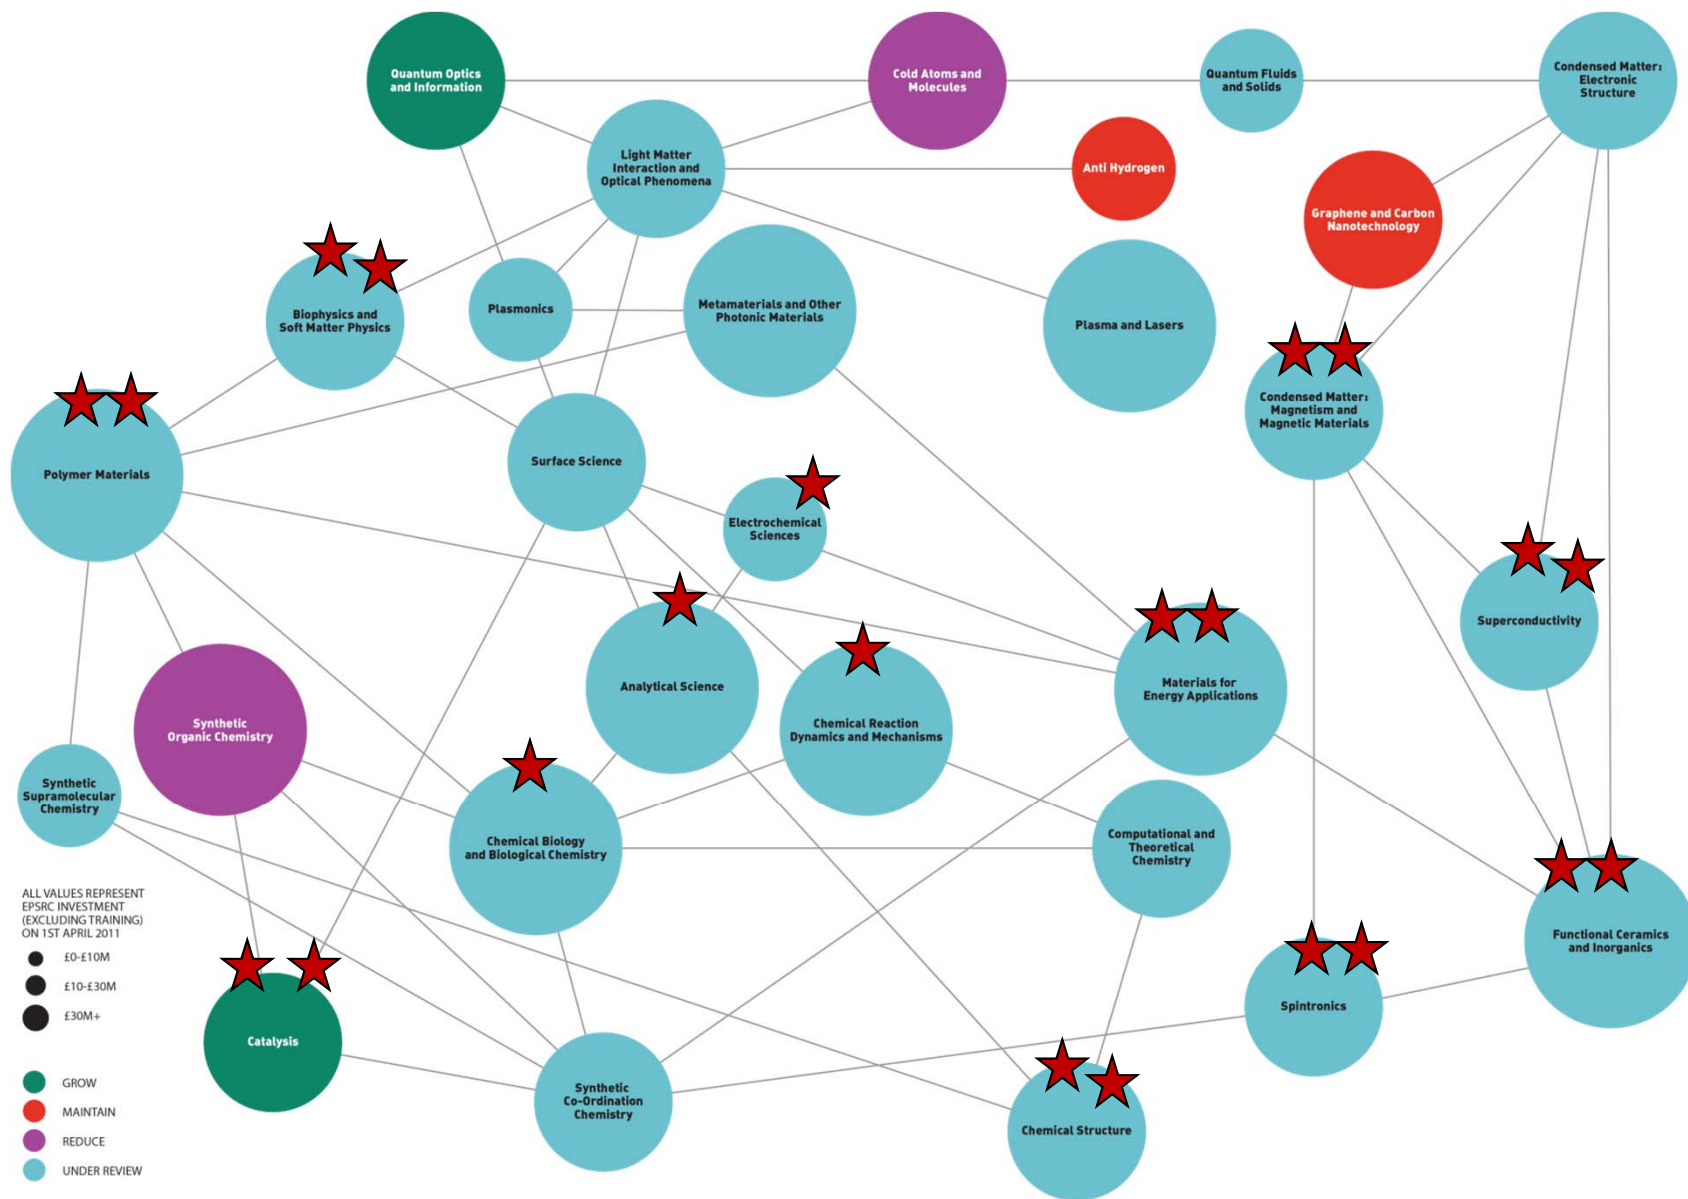 Quantum Optics
and Information
Cold Atoms and
Molecules
Quantum Fluids
and Solids
Condensed Matter:
Electronic
Structure
Light Matter
Interaction and
Optical Phenomena
Anti Hydrogen
Graphene and Carbon
Nanotechnology
Biophysics and
Soft Matter Physics
Plasmonics
Metamaterials and Other
Photonic Materials
Plasma and Lasers
Condensed Matter:
Magnetism and
Magnetic Materials
Polymer Materials
Surface Science
Electrochemical
Sciences
Superconductivity
Analytical Science
Materials for
Energy Applications
Synthetic
Organic Chemistry
Chemical Reaction
Dynamics and Mechanisms
Synthetic
Supramolecular
Chemistry
Chemical Biology
and Biological Chemistry
Computational and
Theoretical
Chemistry
Functional Ceramics
and Inorganics
Spintronics
Catalysis
Synthetic
Co-Ordination
Chemistry
Chemical Structure
ALL VALUES REPRESENT
EPSRC INVESTMENT
(EXCLUDING TRAINING)
ON 1ST APRIL 2011
£0-£10M
£10-£30M
£30M+
GROW
MAINTAIN
REDUCE
UNDER REVIEW